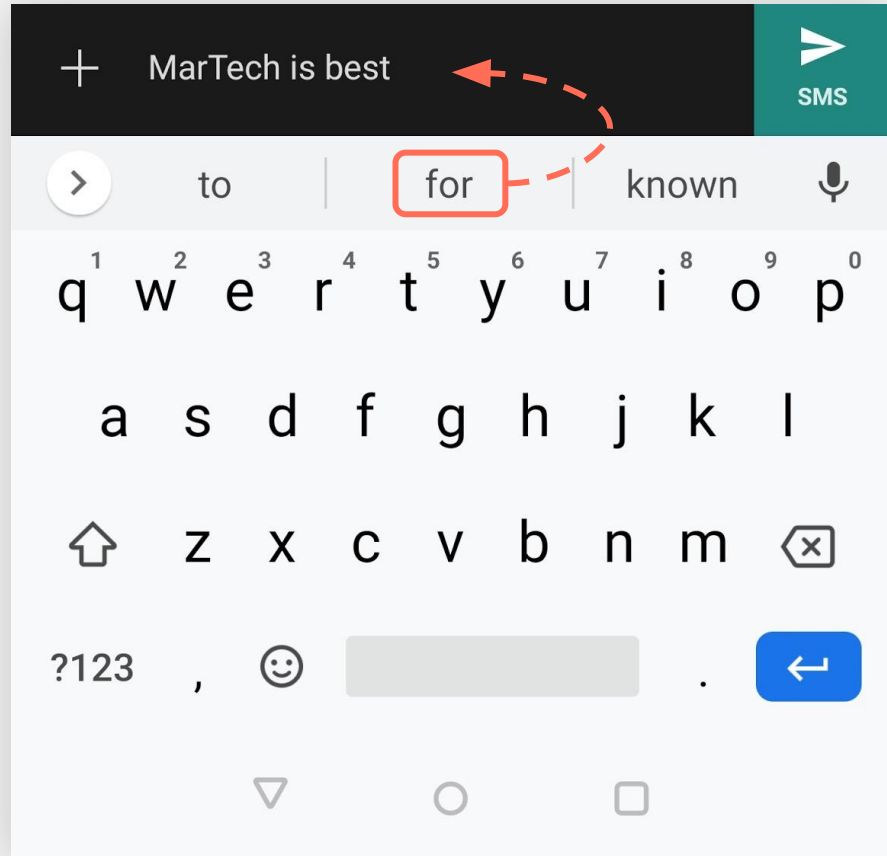 MarTech is best
SMS
to for known
1 2 3 4 5 6 7 8 9 0
q w e r t y u i o p
a s d f g h j k l
z x c v b n m
?123 , .